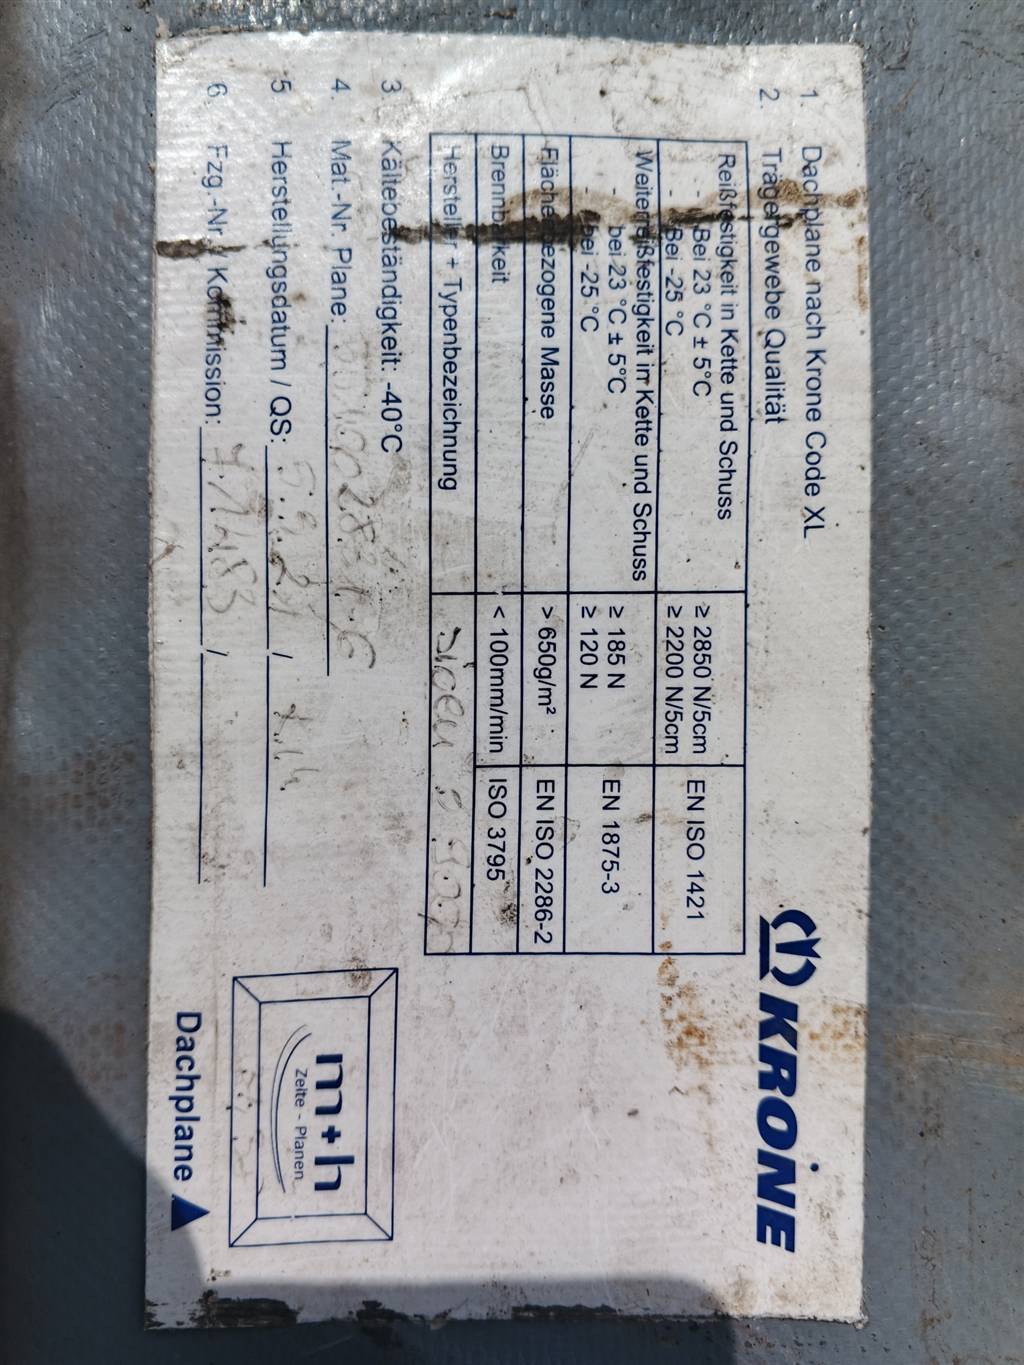 KRONE
1. Dachplane nach Krone Code XL
2. Trägergewebe Qualität
Reißfestigkeit in Kette und Schuss
- Bei 23 °C ± 5°C ≥ 2850 N/5cm EN ISO 1421
- Bei -25 °C ≥ 2200 N/5cm
Weiterreißfestigkeit in Kette und Schuss
- bei 23 °C ± 5°C ≥ 185 N EN 1875-3
- bei -25 °C ≥ 120 N
Flächenbezogene Masse > 650g/m² EN ISO 2286-2
Brennbarkeit < 100mm/min ISO 3795
Hersteller + Typenbezeichnung
3. Kältebeständigkeit: -40°C
4. Mat.-Nr. Plane:
5 Herstellungsdatum / QS: /
6. Fzg.-Nr / Kommission: /
m+h
Zelte - Planen
Dachplane